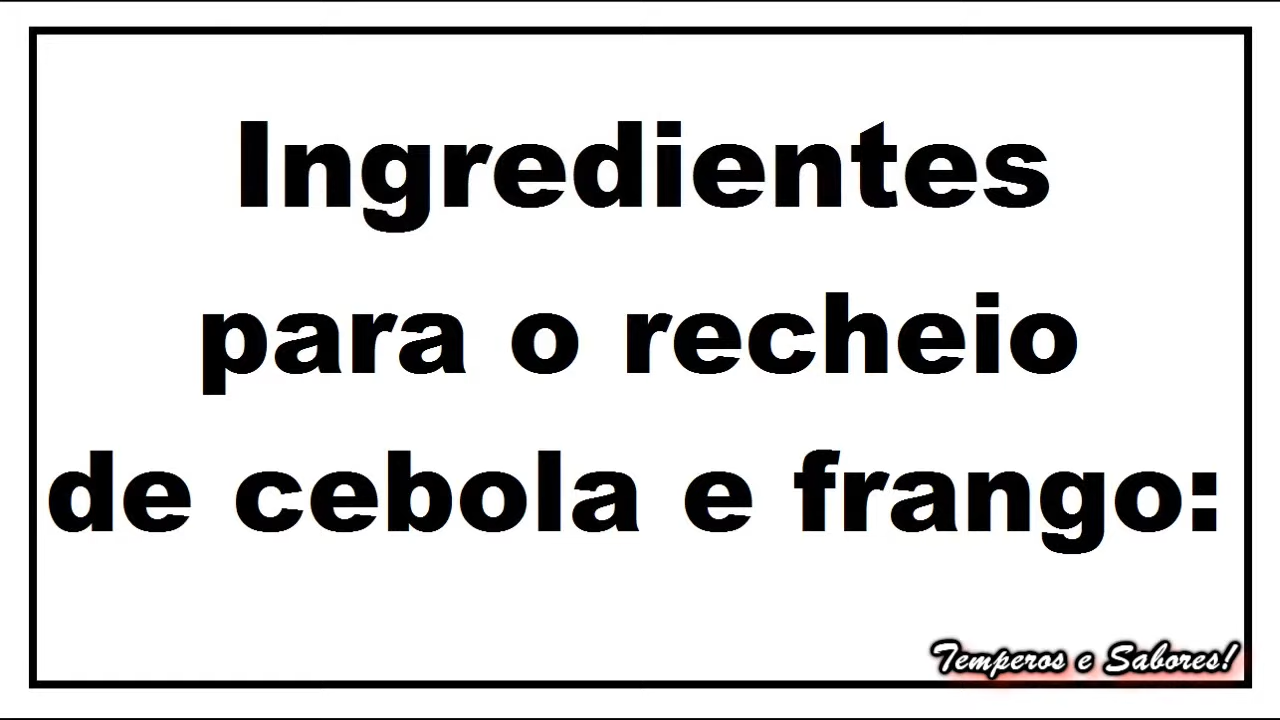 Ingredientes
para o recheio
de cebola e frango:
Temperos e Sabores!